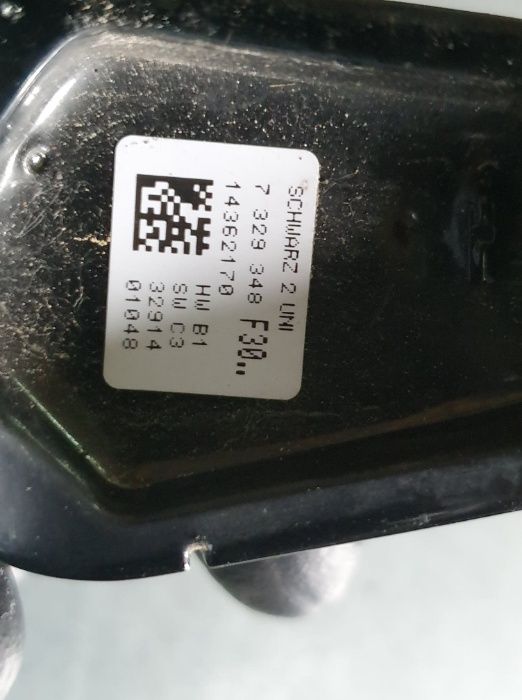 SCHWARZ 2 UNI
7 329 348 F30..
14362170
HW B1
SW C3
32914
01048